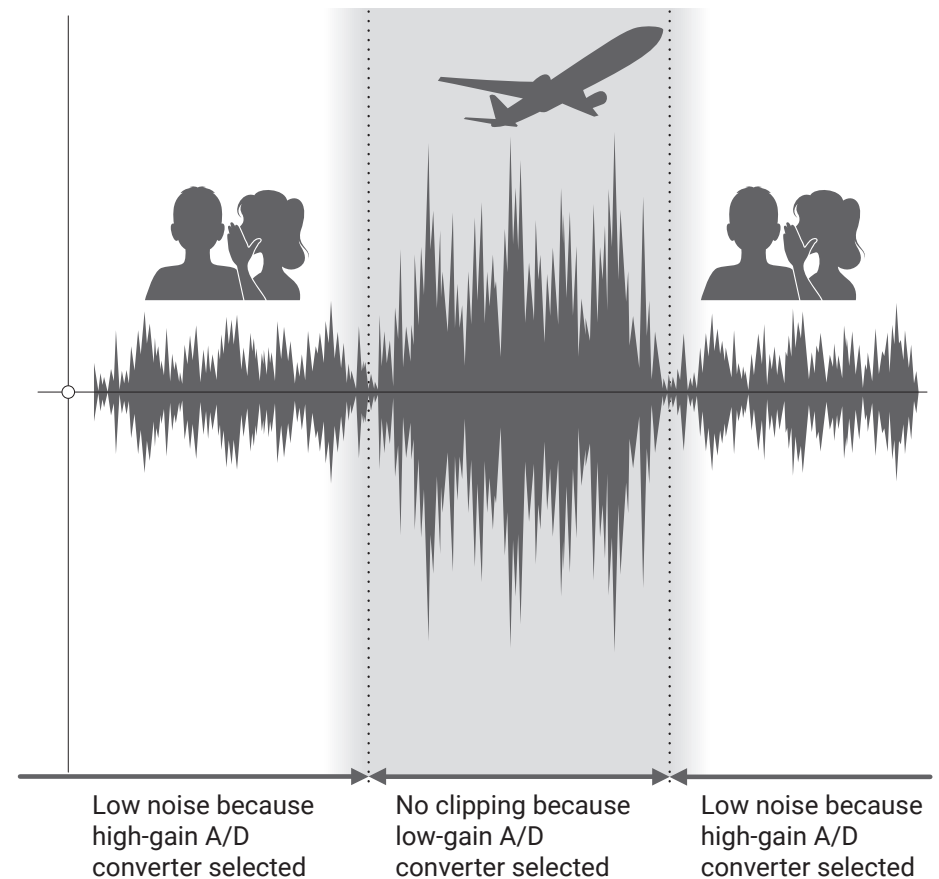 Low noise because
high-gain A/D
converter selected
No clipping because
low-gain A/D
converter selected
Low noise because
high-gain A/D
converter selected